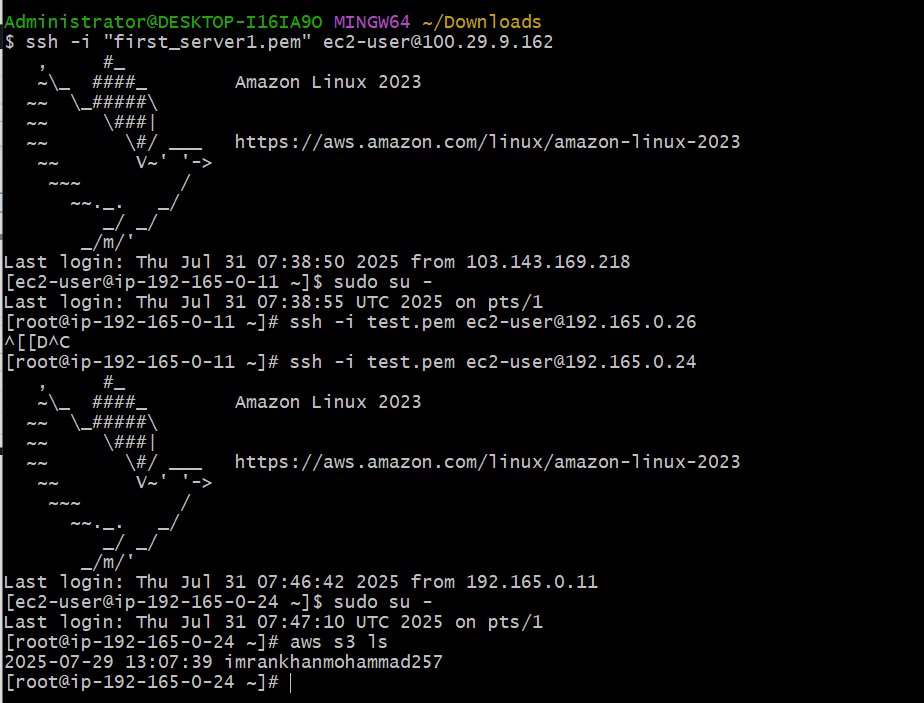 Administrator@DESKTOP-I16IA9O MINGW64 ~/Downloads
$ ssh -i "first_server1.pem" ec2-user@100.29.9.162
   ,     #_
   ~\_  ####_        Amazon Linux 2023
  ~~  \_#####\
  ~~     \###|
  ~~       \#/ ___   https://aws.amazon.com/linux/amazon-linux-2023
   ~~       V~' '->
    ~~~         /
      ~~._.   _/
         _/ _/
       _/m/'
Last login: Thu Jul 31 07:38:50 2025 from 103.143.169.218
[ec2-user@ip-192-165-0-11 ~]$ sudo su -
Last login: Thu Jul 31 07:38:55 UTC 2025 on pts/1
[root@ip-192-165-0-11 ~]# ssh -i test.pem ec2-user@192.165.0.26
^[[D^C
[root@ip-192-165-0-11 ~]# ssh -i test.pem ec2-user@192.165.0.24
   ,     #_
   ~\_  ####_        Amazon Linux 2023
  ~~  \_#####\
  ~~     \###|
  ~~       \#/ ___   https://aws.amazon.com/linux/amazon-linux-2023
   ~~       V~' '->
    ~~~         /
      ~~._.   _/
         _/ _/
       _/m/'
Last login: Thu Jul 31 07:46:42 2025 from 192.165.0.11
[ec2-user@ip-192-165-0-24 ~]$ sudo su -
Last login: Thu Jul 31 07:47:10 UTC 2025 on pts/1
[root@ip-192-165-0-24 ~]# aws s3 ls
2025-07-29 13:07:39 imrankhanmohammad257
[root@ip-192-165-0-24 ~]#